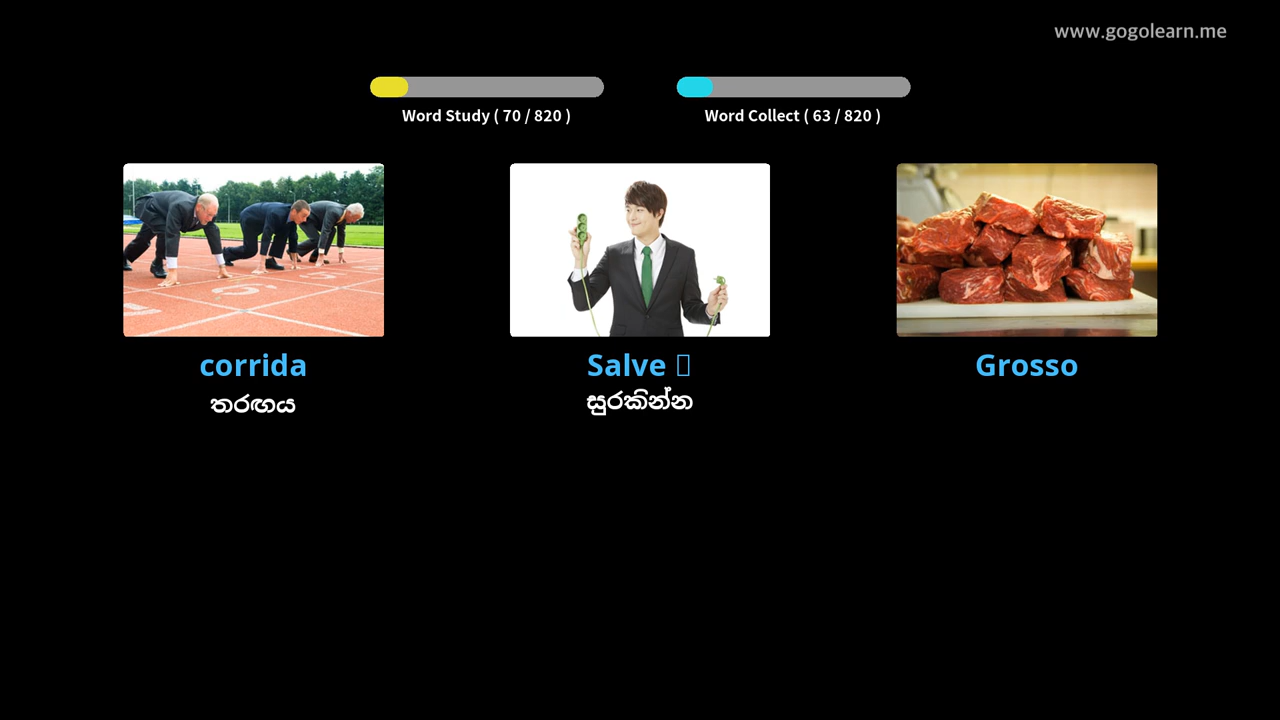 www.gogolearn.me
Word Study ( 70 / 820 )
Word Collect ( 63 / 820 )
corrida
තරඟය
Salve
සුරකින්න
Grosso